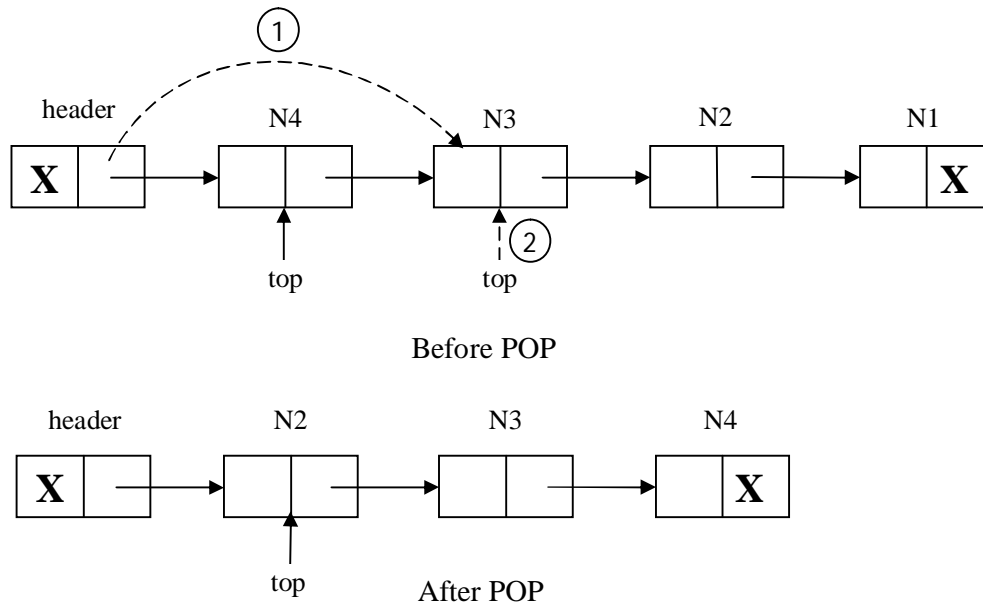 1
header N4 N3 N2 N1
X X
2
top top
Before POP
header N2 N3 N4
X X
top
After POP